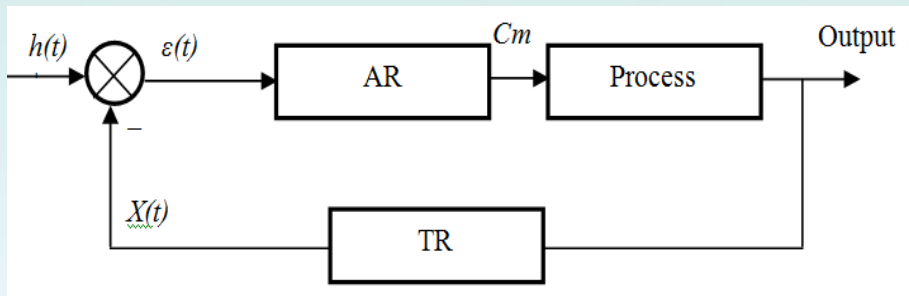 h(t)
ε(t)
AR
Cm
Process
Output
–
X(t)
TR